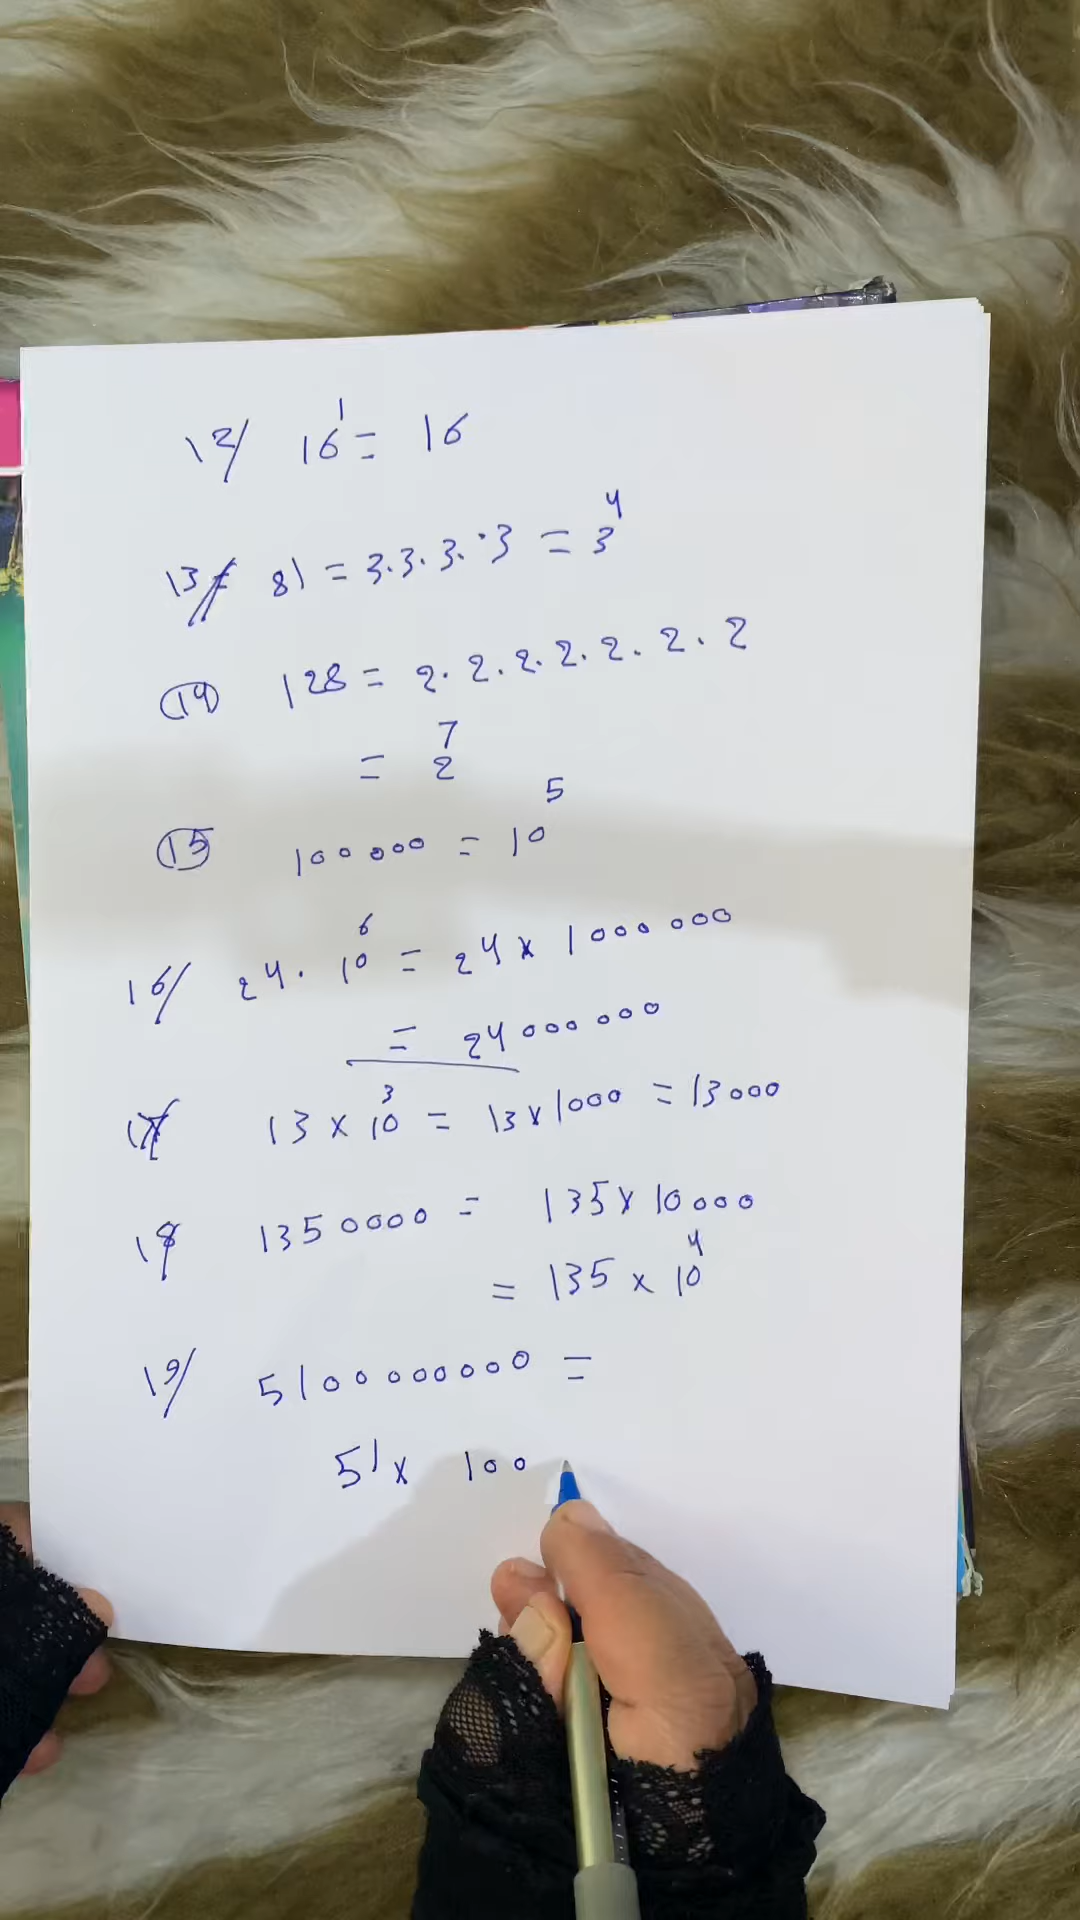 12/ 16¹ = 16
13/ 81 = 3.3.3.3 = 3⁴
14 128 = 2.2.2.2.2.2.2
= 2⁷
15 100000 = 10⁵
16/ 24. 10⁶ = 24 x 1000000
= 24000000
17 13 x 10³ = 13 x 1000 = 13000
18 1350000 = 135 x 10000
= 135 x 10⁴
19/ 5100000000 =
51 x 100